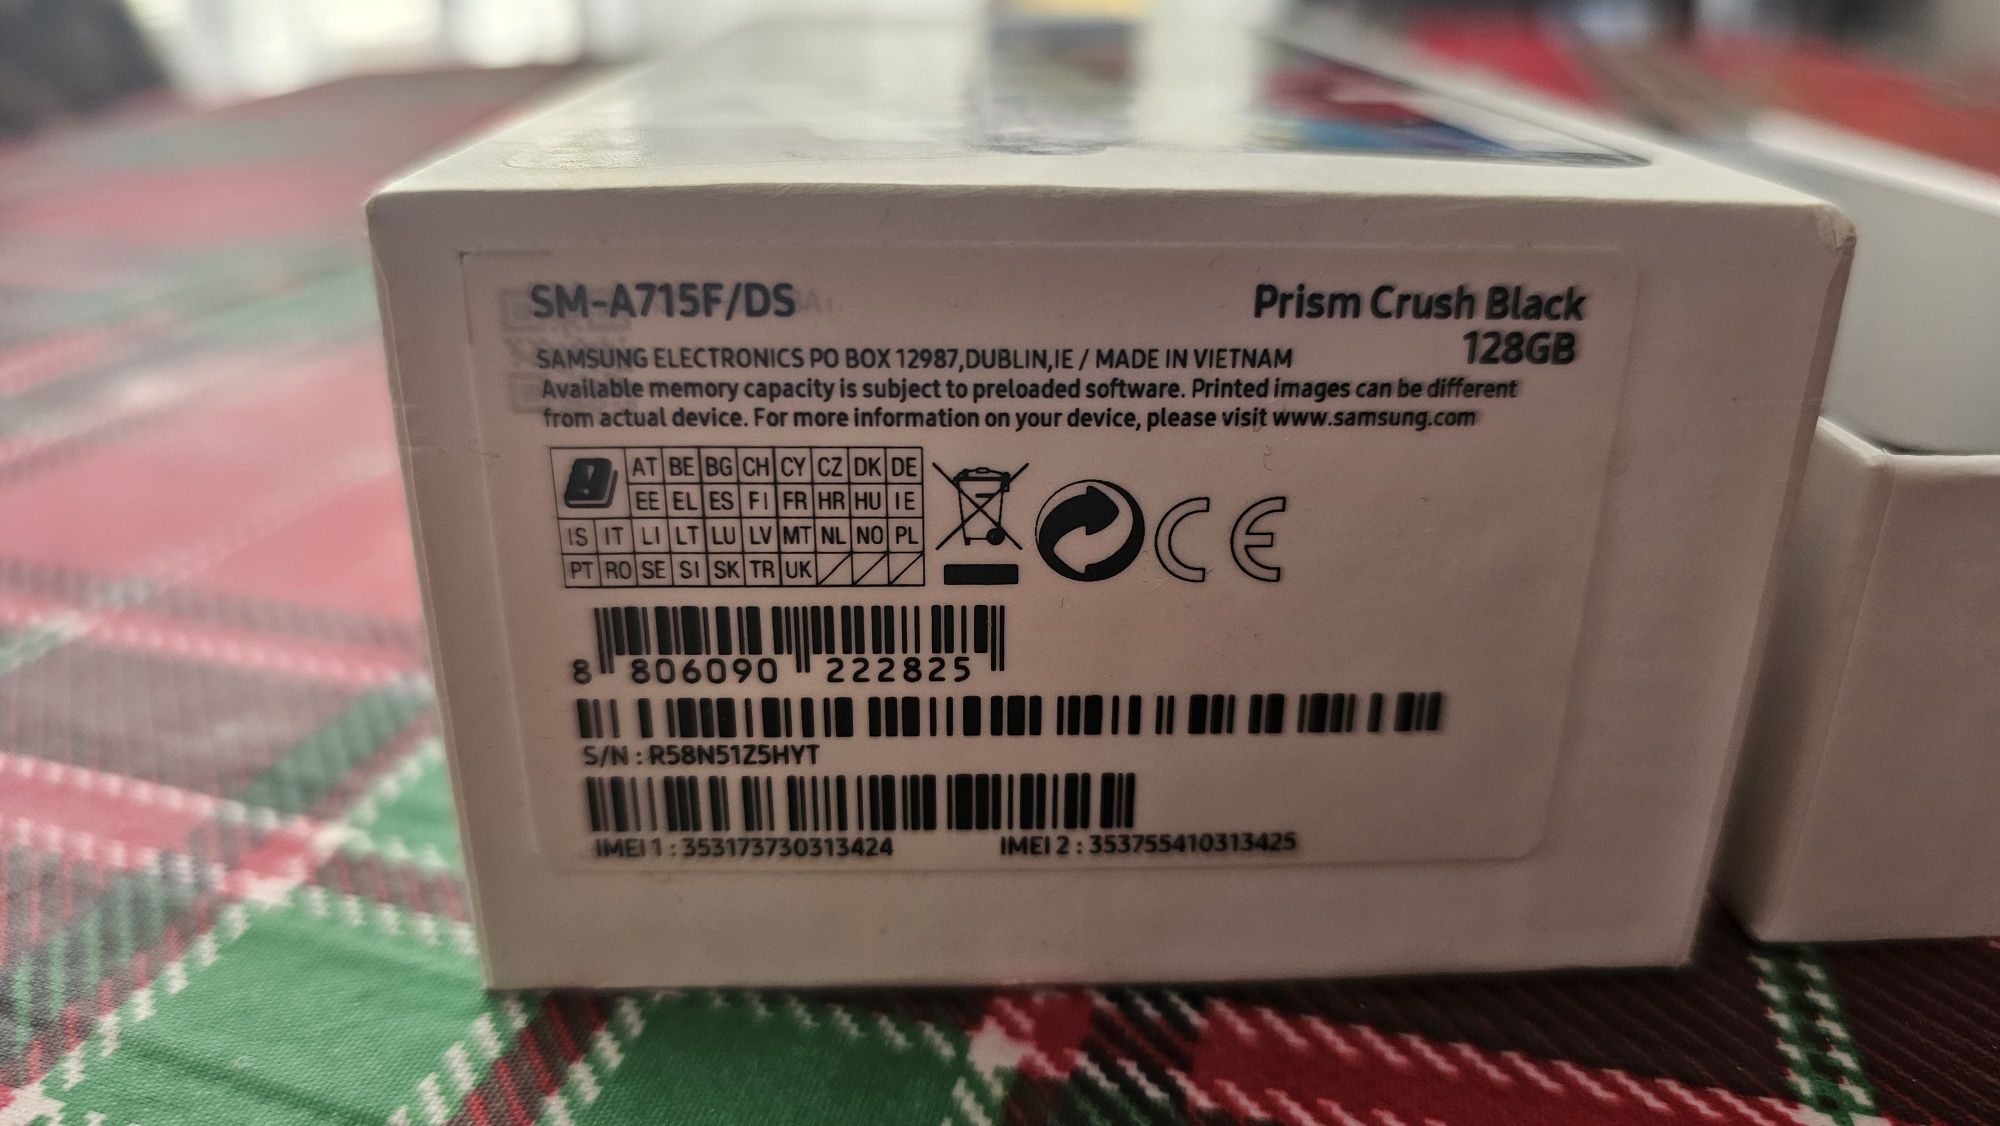 SM-A715F/DS
Prism Crush Black
128GB
SAMSUNG ELECTRONICS PO BOX 12987,DUBLIN,IE / MADE IN VIETNAM
Available memory capacity is subject to preloaded software. Printed images can be different
from actual device. For more information on your device, please visit www.samsung.com
AT BE BG CH CY CZ DK DE
EE EL ES FI FR HR HU IE
IS IT LI LT LU LV MT NL NO PL
PT RO SE SI SK TR UK
CE
8 806090 222825
S/N : R58N51Z5HYT
IMEI 1 : 353173730313424 IMEI 2 : 353755410313425